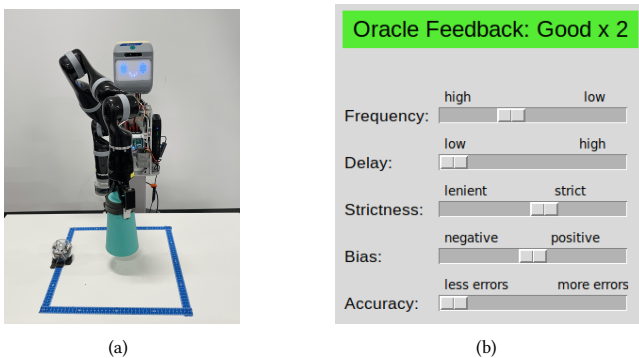 Oracle Feedback: Good x 2
high low
Frequency:
low high
Delay:
lenient strict
Strictness:
negative positive
Bias:
less errors more errors
Accuracy:
(a) (b)